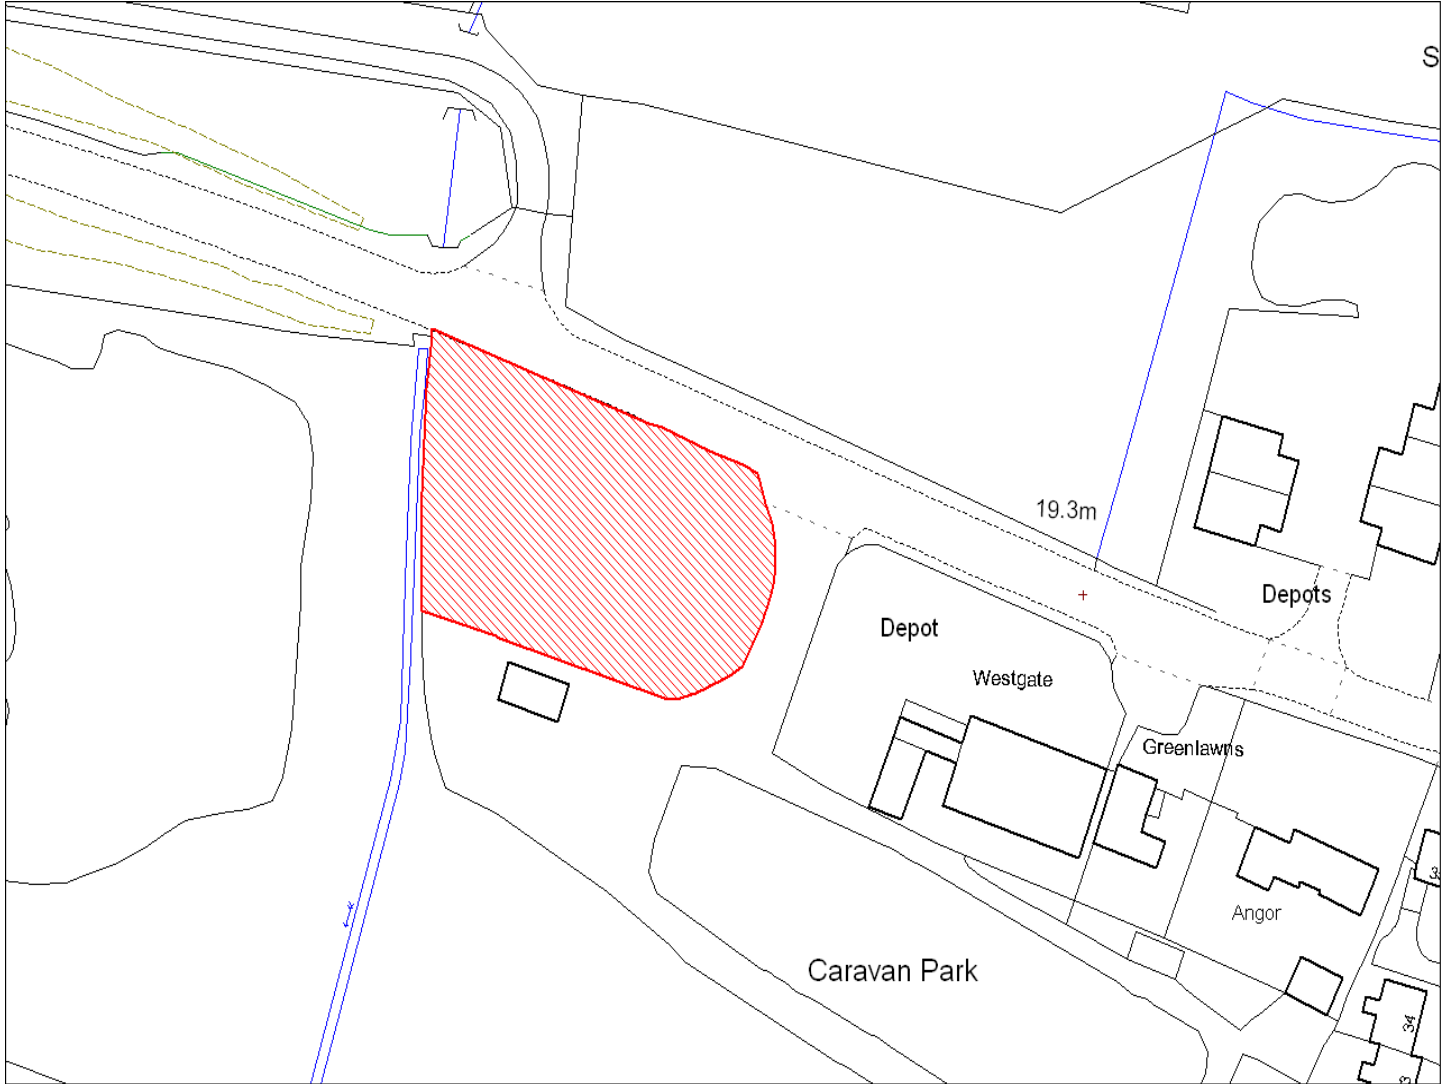 S
19.3m
Depots
Depot
Westgate
Greenlawns
Angor
Caravan Park
34